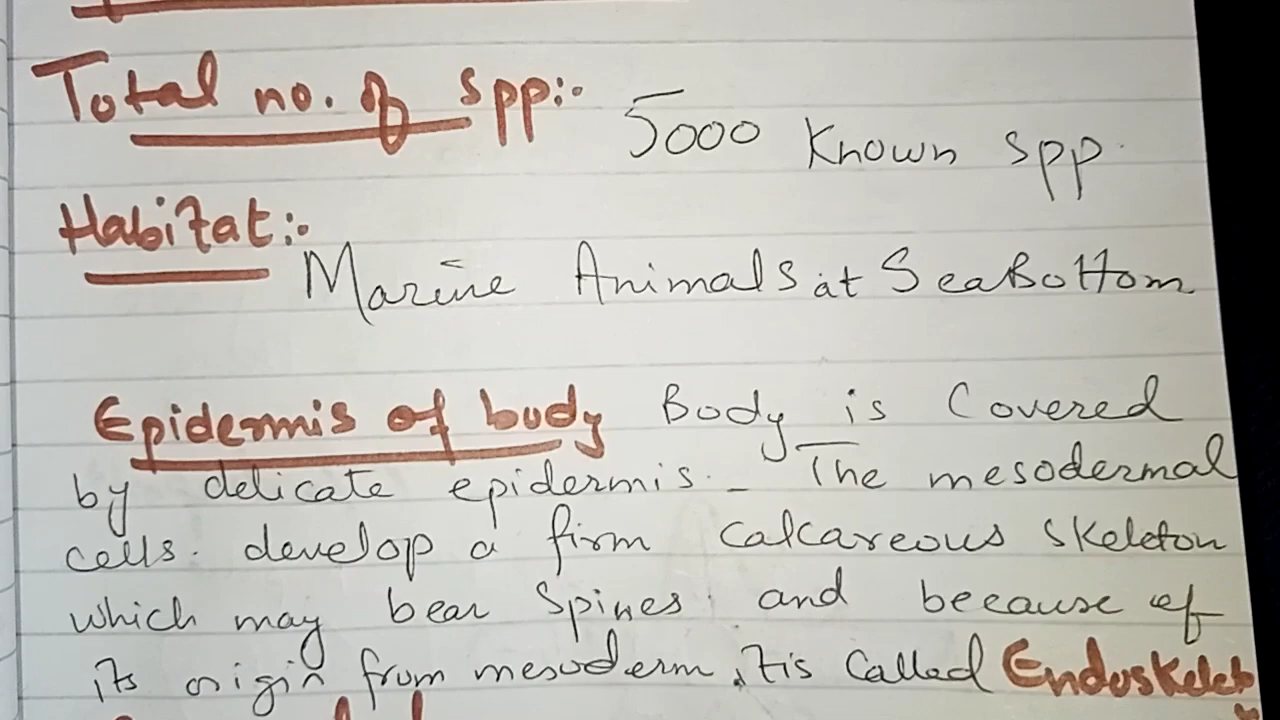 Total no. of spp:- 5000 Known spp.
Habitat:- Marine Animals at Sea Bottom
Epidermis of body Body is Covered
by delicate epidermis. The mesodermal
cells. develop a firm calcareous skeleton
which may bear spines and because of
its origin from mesoderm, It is called Endoskelet